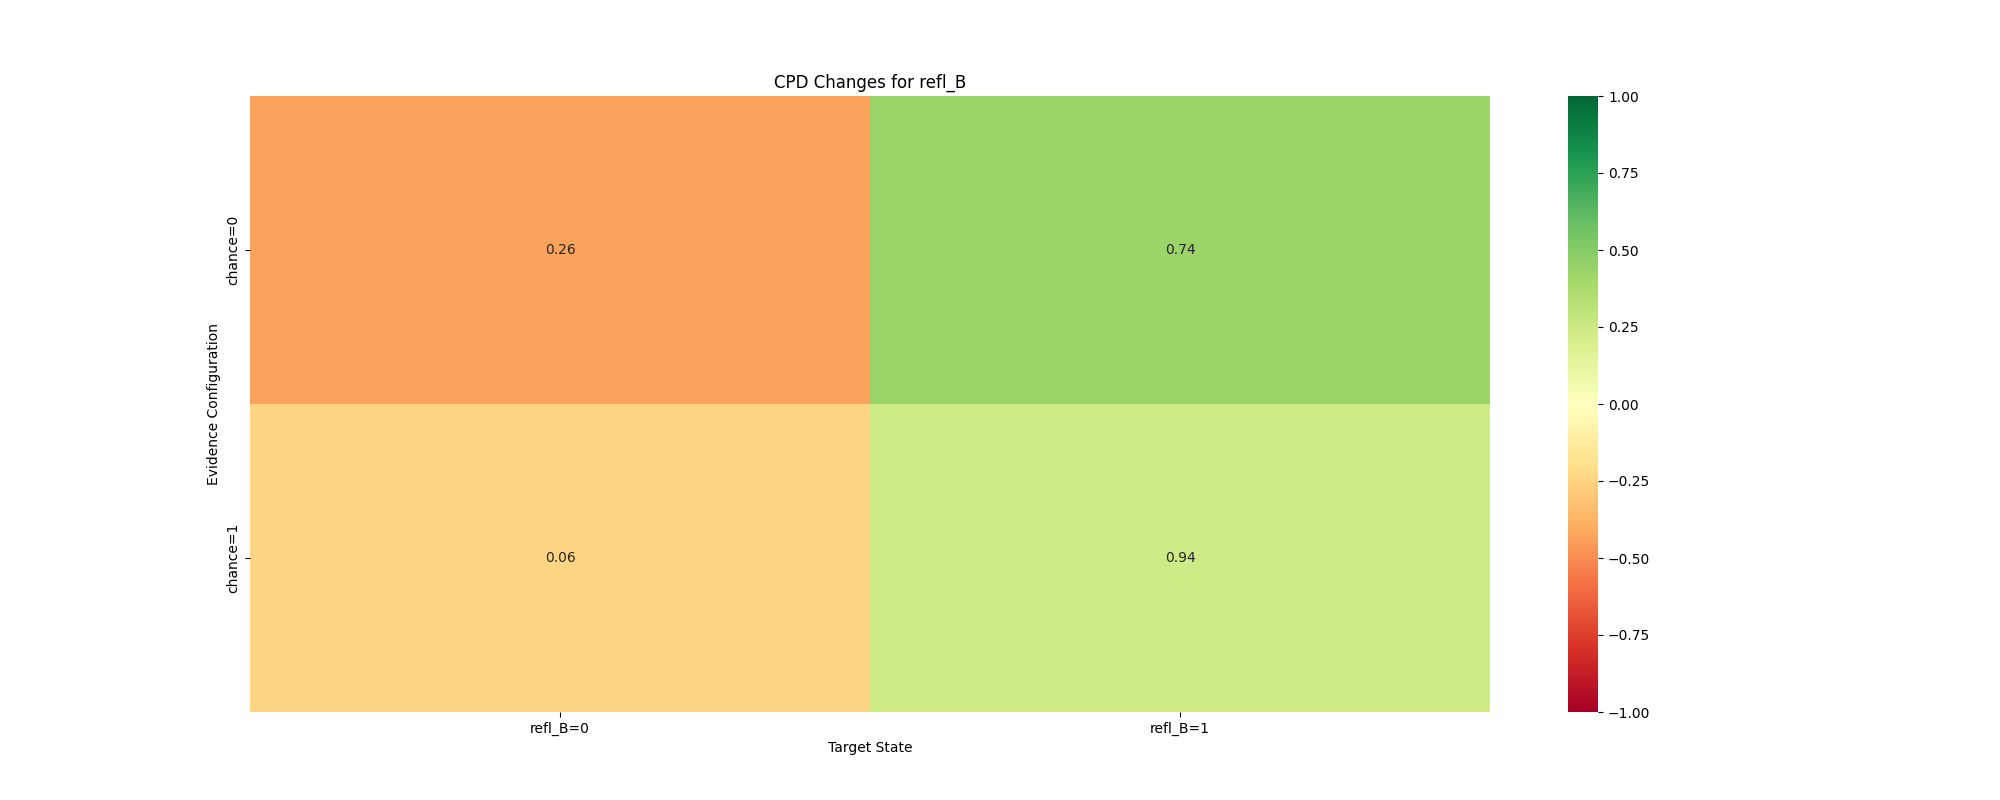 CPD Changes for refl_B
Evidence Configuration
chance=0
chance=1
0.26
0.74
0.06
0.94
refl_B=0
refl_B=1
Target State
1.00
0.75
0.50
0.25
0.00
−0.25
−0.50
−0.75
−1.00